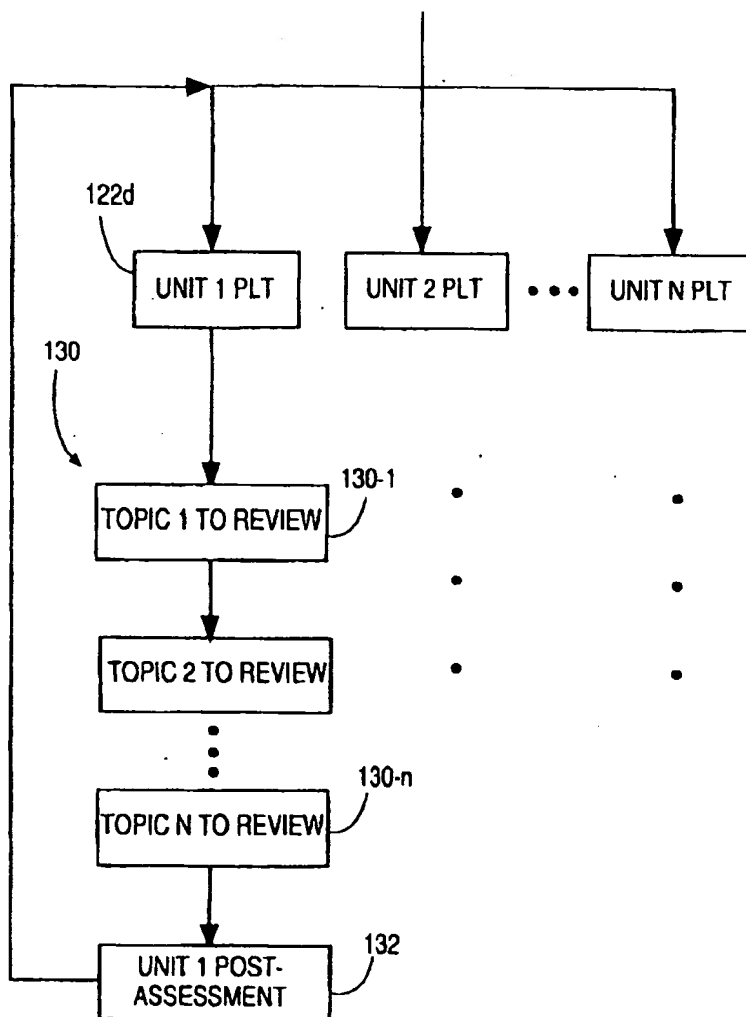 122d
UNIT 1 PLT
UNIT 2 PLT
UNIT N PLT
130
130-1
TOPIC 1 TO REVIEW
TOPIC 2 TO REVIEW
130-n
TOPIC N TO REVIEW
132
UNIT 1 POST-
ASSESSMENT